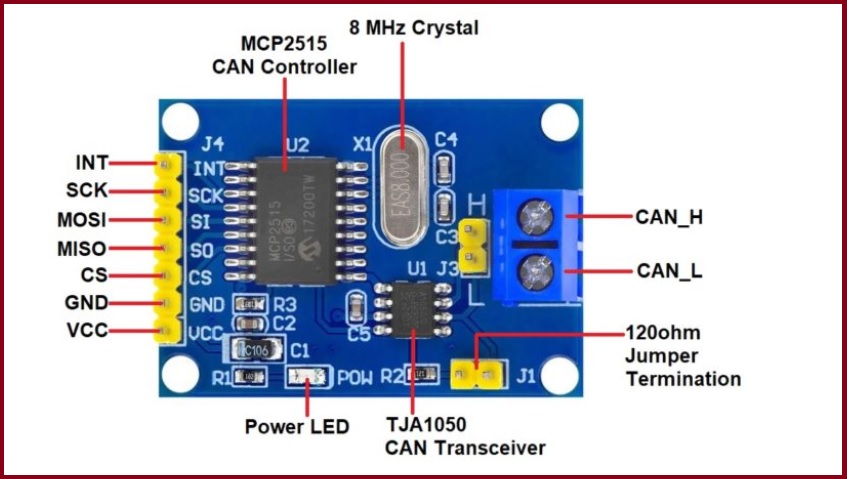 8 MHz Crystal
MCP2515
CAN Controller
J4
U2
X1
C4
INT
INT
SCK
SCK
MOSI
SI
MISO
SO
CS
CS
GND
GND
VCC
VCC
MCP2515
I/SO
17200TW
EAS8.000
H
C3
J3
L
U1
CAN_H
CAN_L
R3
C2
C106
C1
C5
R1
POW
R2
J1
120ohm
Jumper
Termination
Power LED
TJA1050
CAN Transceiver